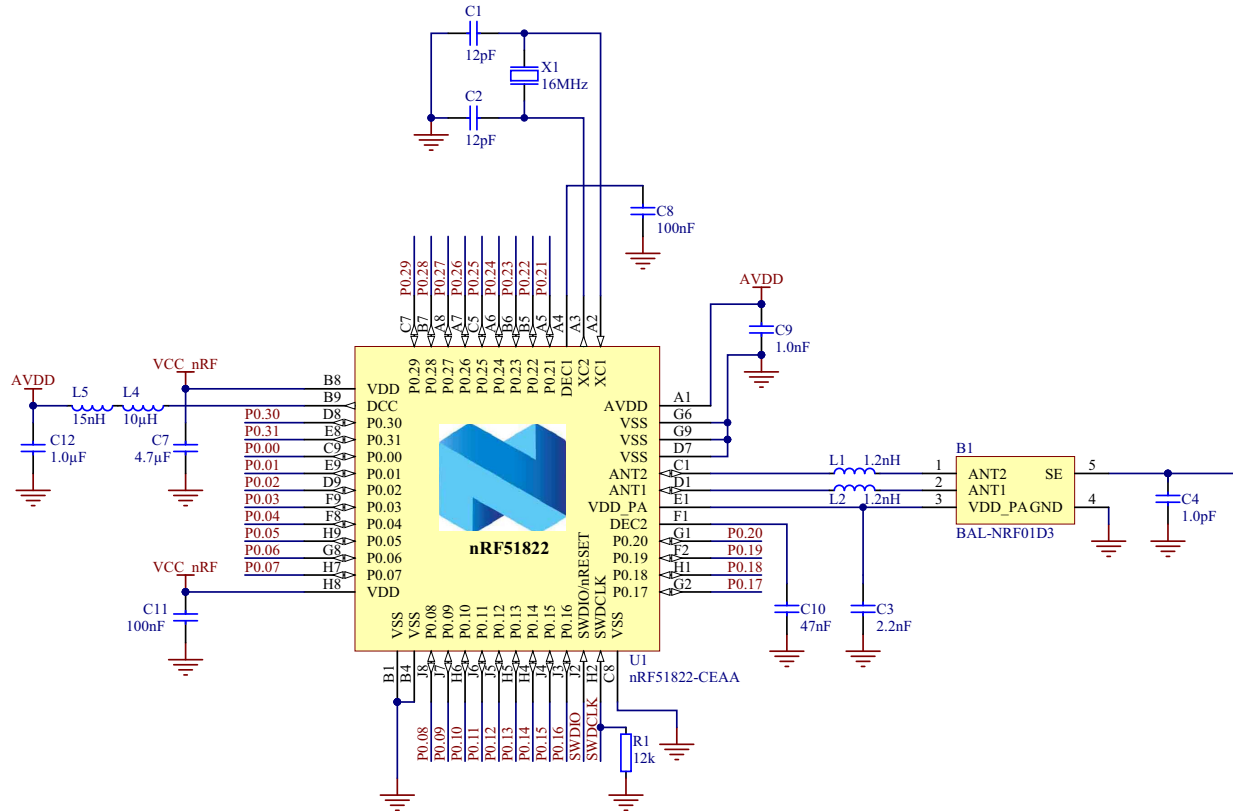 C1
12pF
X1
16MHz
C2
12pF
C8
100nF
P0.29
P0.28
P0.27
P0.26
P0.25
P0.24
P0.23
P0.22
P0.21
C7
B7
A8
A7
C5
A6
B6
B5
A5
A4
A3
A2
P0.29
P0.28
P0.27
P0.26
P0.25
P0.24
P0.23
P0.22
P0.21
DEC1
XC2
XC1
AVDD
C9
1.0nF
VCC_nRF
AVDD
L5
15nH
L4
10µH
C12
1.0µF
C7
4.7µF
B8 VDD
B9 DCC
P0.30 D8 P0.30
P0.31 E8 P0.31
P0.00 C9 P0.00
P0.01 E9 P0.01
P0.02 D9 P0.02
P0.03 F9 P0.03
P0.04 F8 P0.04
P0.05 H9 P0.05
P0.06 G8 P0.06
P0.07 H7 P0.07
H8 VDD
VCC_nRF
C11
100nF
nRF51822
AVDD A1
VSS G6
VSS G9
VSS D7
ANT2 C1
ANT1 D1
VDD_PA E1
DEC2 F1
P0.20 G1 P0.20
P0.19 F2 P0.19
P0.18 H1 P0.18
P0.17 G2 P0.17
L1 1.2nH
L2 1.2nH
B1
1 ANT2 SE 5
2 ANT1
3 VDD_PA GND 4
BAL-NRF01D3
C4
1.0pF
C10
47nF
C3
2.2nF
VSS
VSS
P0.08
P0.09
P0.10
P0.11
P0.12
P0.13
P0.14
P0.15
P0.16
SWDIO/nRESET
SWDCLK
VSS
U1
nRF51822-CEAA
B1
B4
J8
J7
H6
J6
J5
H5
H4
J4
J3
J2
H2
C8
P0.08
P0.09
P0.10
P0.11
P0.12
P0.13
P0.14
P0.15
P0.16
SWDIO
SWDCLK
R1
12k